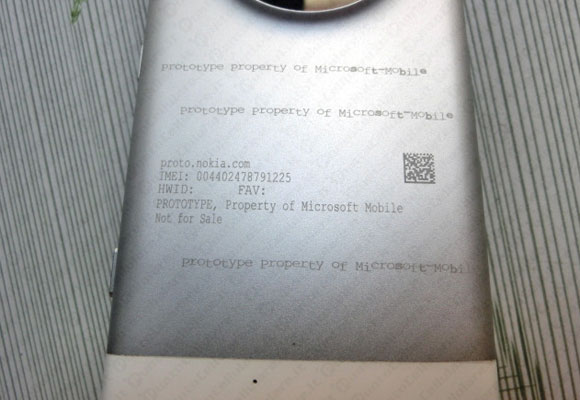 prototype property of Microsoft-Mobile
prototype property of Microsoft-Mobile
proto.nokia.com
IMEI: 004402478791225
HWID: FAV:
PROTOTYPE, Property of Microsoft Mobile
Not for Sale
prototype property of Microsoft-Mobil